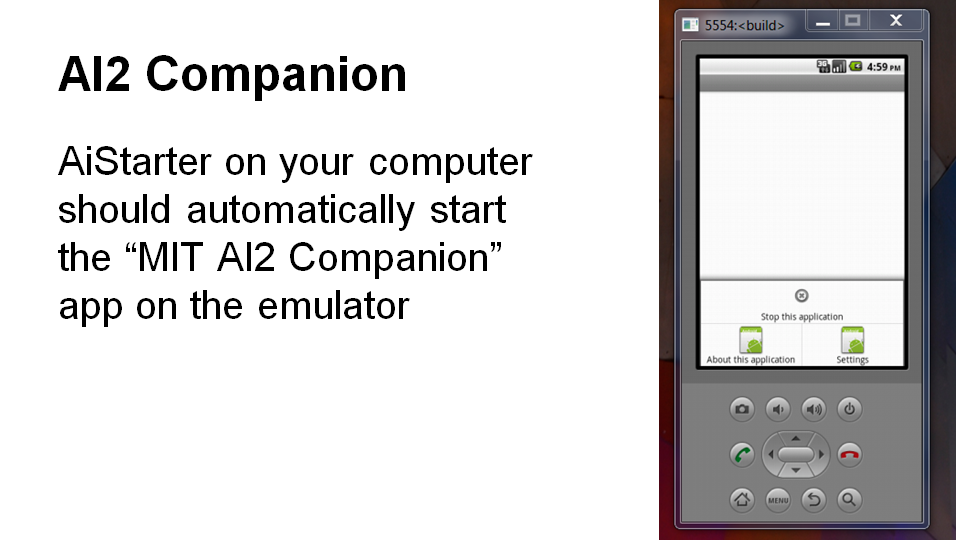 AI2 Companion
AiStarter on your computer
should automatically start
the “MIT AI2 Companion”
app on the emulator
5554:<build>
3G
4:59 PM
Stop this application
About this application
Settings
MENU